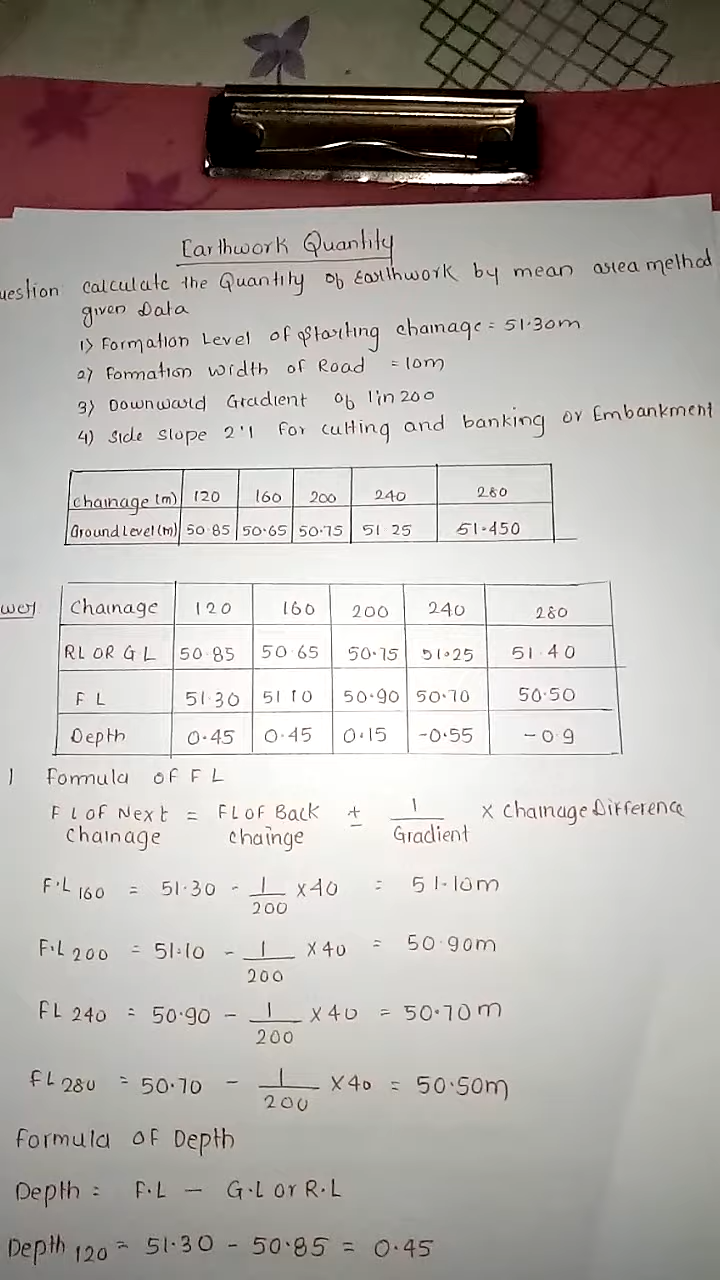 Earthwork Quantity
uestion calculate the Quantity of Earthwork by mean area method
given Data
1) Formation Level of Starting chainage = 51.30m
2) Formation width of Road = 10m
3) Downward Gradient of 1 in 200
4) Side slope 2:1 For cutting and banking or Embankment
Chainage (m) 120 160 200 240 280
Ground Level (m) 50.85 50.65 50.75 51.25 51.450
wer Chainage 120 160 200 240 280
RL OR G L 50.85 50.65 50.75 51.25 51.40
F L 51.30 51.10 50.90 50.70 50.50
Depth 0.45 0.45 0.15 -0.55 -0.9
1 Formula OF F L
F L OF Next = FL OF Back ± 1 x Chainage Difference
Chainage chainge Gradient
F.L 160 = 51.30 - 1/200 x 40 = 51.10m
F.L 200 = 51.10 - 1/200 x 40 = 50.90m
FL 240 = 50.90 - 1/200 x 40 = 50.70m
FL 280 = 50.70 - 1/200 x 40 = 50.50m
Formula OF Depth
Depth = F.L - G.L or R.L
Depth 120 = 51.30 - 50.85 = 0.45